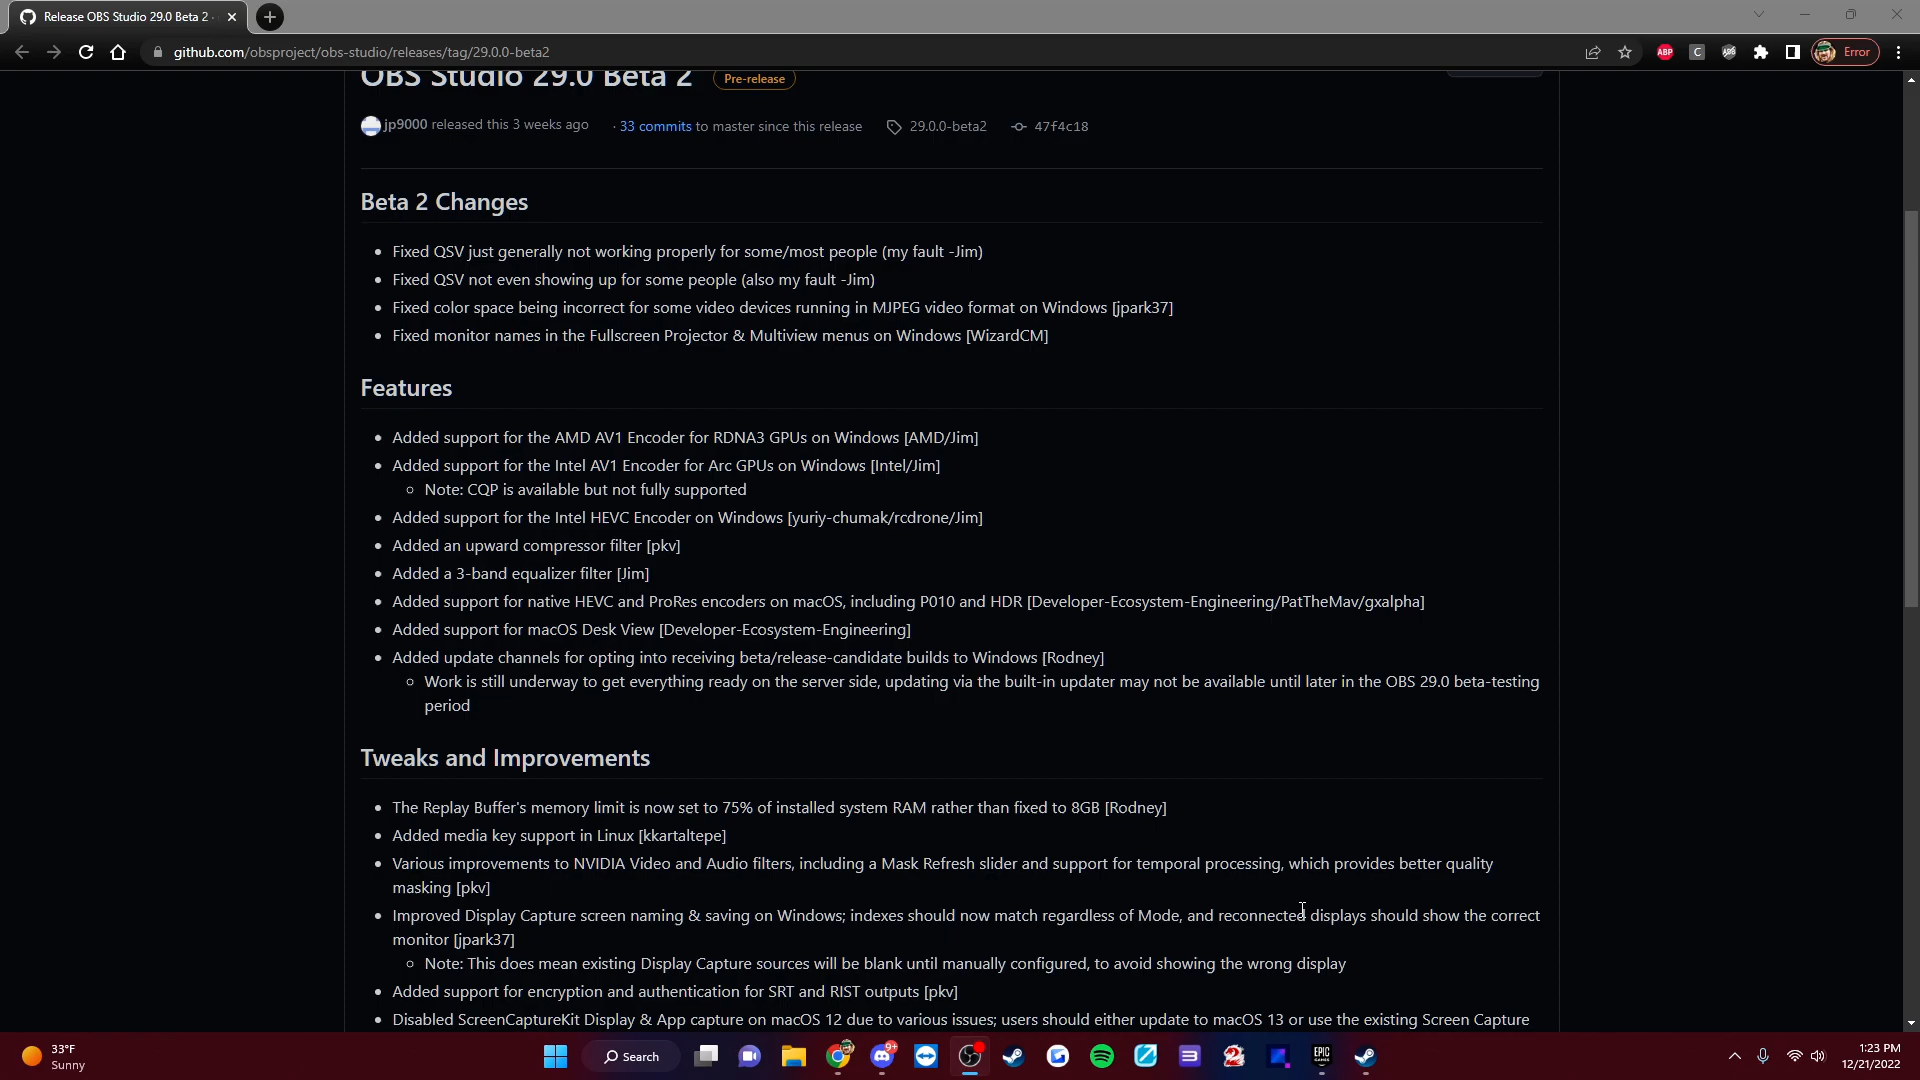 Release OBS Studio 29.0 Beta 2 ·
github.com/obsproject/obs-studio/releases/tag/29.0.0-beta2
ABP
C
Error
OBS Studio 29.0 Beta 2
Pre-release
jp9000 released this 3 weeks ago
· 33 commits to master since this release
29.0.0-beta2
47f4c18
Beta 2 Changes
• Fixed QSV just generally not working properly for some/most people (my fault -Jim)
• Fixed QSV not even showing up for some people (also my fault -Jim)
• Fixed color space being incorrect for some video devices running in MJPEG video format on Windows [jpark37]
• Fixed monitor names in the Fullscreen Projector & Multiview menus on Windows [WizardCM]
Features
• Added support for the AMD AV1 Encoder for RDNA3 GPUs on Windows [AMD/Jim]
• Added support for the Intel AV1 Encoder for Arc GPUs on Windows [Intel/Jim]
○ Note: CQP is available but not fully supported
• Added support for the Intel HEVC Encoder on Windows [yuriy-chumak/rcdrone/Jim]
• Added an upward compressor filter [pkv]
• Added a 3-band equalizer filter [Jim]
• Added support for native HEVC and ProRes encoders on macOS, including P010 and HDR [Developer-Ecosystem-Engineering/PatTheMav/gxalpha]
• Added support for macOS Desk View [Developer-Ecosystem-Engineering]
• Added update channels for opting into receiving beta/release-candidate builds to Windows [Rodney]
○ Work is still underway to get everything ready on the server side, updating via the built-in updater may not be available until later in the OBS 29.0 beta-testing
period
Tweaks and Improvements
• The Replay Buffer's memory limit is now set to 75% of installed system RAM rather than fixed to 8GB [Rodney]
• Added media key support in Linux [kkartaltepe]
• Various improvements to NVIDIA Video and Audio filters, including a Mask Refresh slider and support for temporal processing, which provides better quality
masking [pkv]
• Improved Display Capture screen naming & saving on Windows; indexes should now match regardless of Mode, and reconnected displays should show the correct
monitor [jpark37]
○ Note: This does mean existing Display Capture sources will be blank until manually configured, to avoid showing the wrong display
• Added support for encryption and authentication for SRT and RIST outputs [pkv]
• Disabled ScreenCaptureKit Display & App capture on macOS 12 due to various issues; users should either update to macOS 13 or use the existing Screen Capture
33°F
Sunny
Search
9+
EPIC
GAMES
1:23 PM
12/21/2022